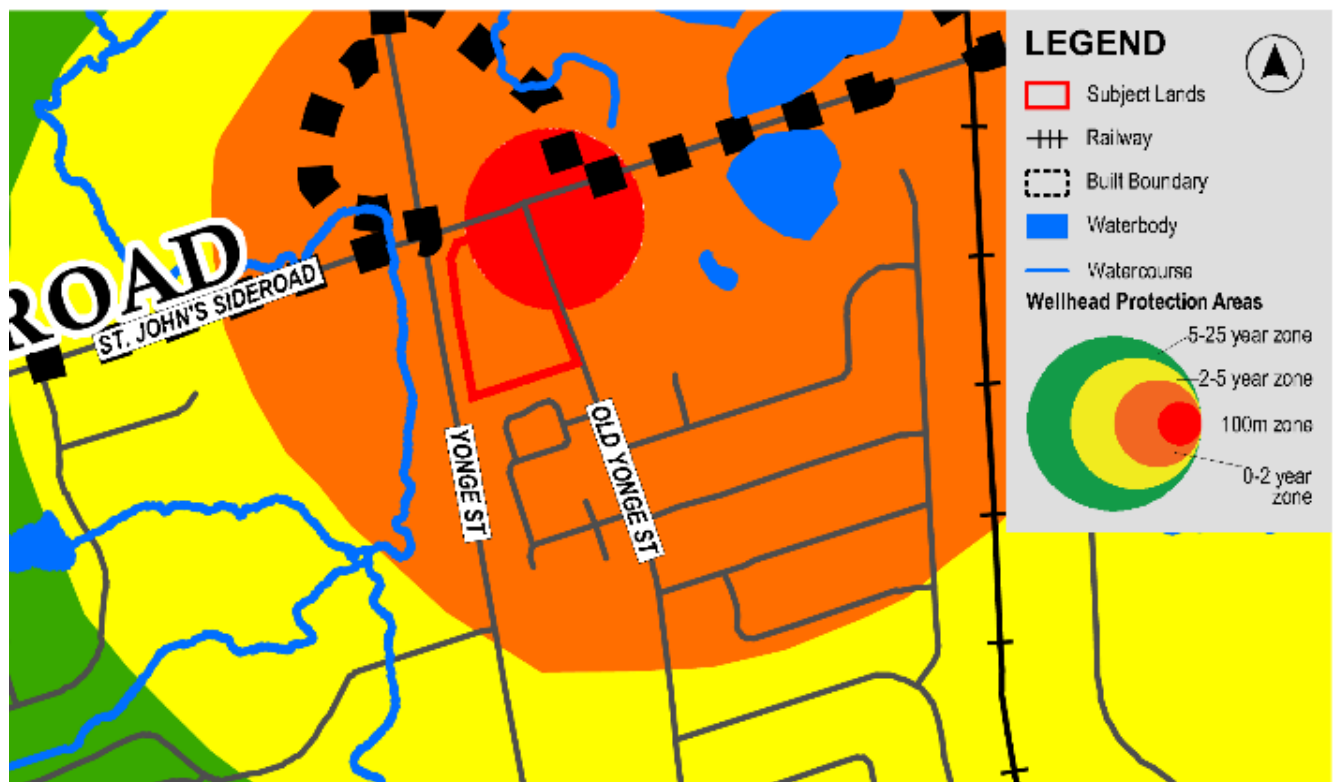 ROAD
ST. JOHN'S SIDEROAD
YONGE ST
OLD YONGE ST
LEGEND
Subject Lands
Railway
Built Boundary
Waterbody
Watercourse
Wellhead Protection Areas
5-25 year zone
2-5 year zone
100m zone
0-2 year
zone